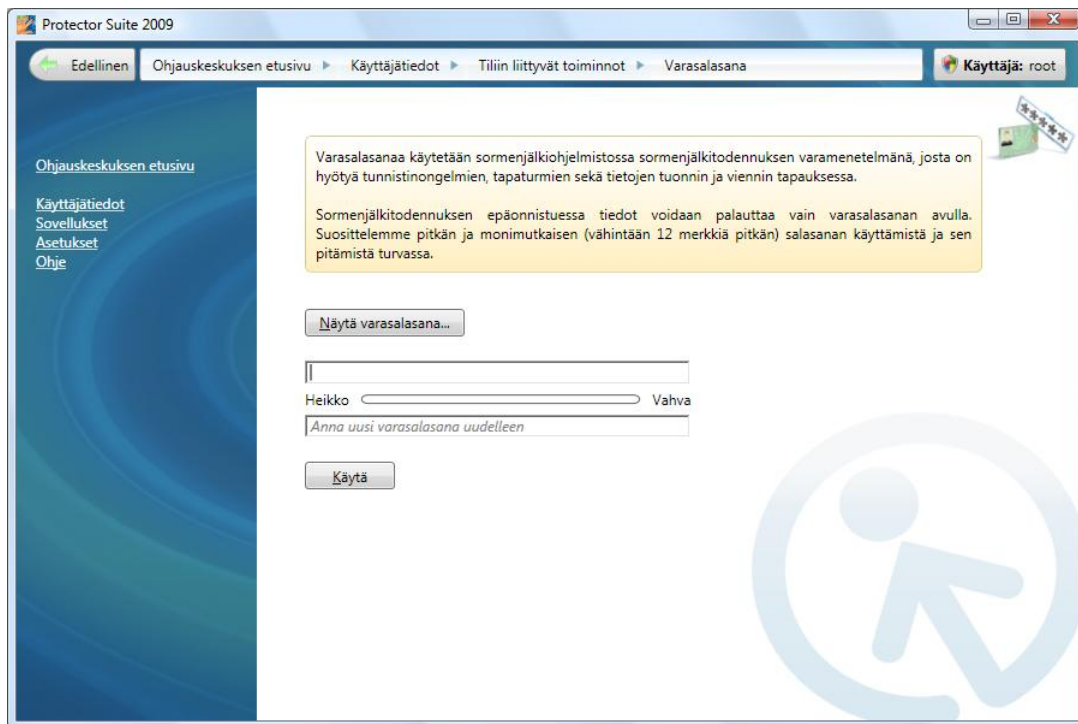 Protector Suite 2009
Edellinen
Ohjauskeskuksen etusivu
Käyttäjätiedot
Tiliin liittyvät toiminnot
Varasalasana
Käyttäjä: root
Ohjauskeskuksen etusivu
Käyttäjätiedot
Sovellukset
Asetukset
Ohje
Varasalasanaa käytetään sormenjälkiohjelmistossa sormenjälkitodennuksen varamenetelmänä, josta on
hyötyä tunnistinongelmien, tapaturmien sekä tietojen tuonnin ja viennin tapauksessa.
Sormenjälkitodennuksen epäonnistuessa tiedot voidaan palauttaa vain varasalasanan avulla.
Suosittelemme pitkän ja monimutkaisen (vähintään 12 merkkiä pitkän) salasanan käyttämistä ja sen
pitämistä turvassa.
Näytä varasalasana...
Heikko
Vahva
Anna uusi varasalasana uudelleen
Käytä